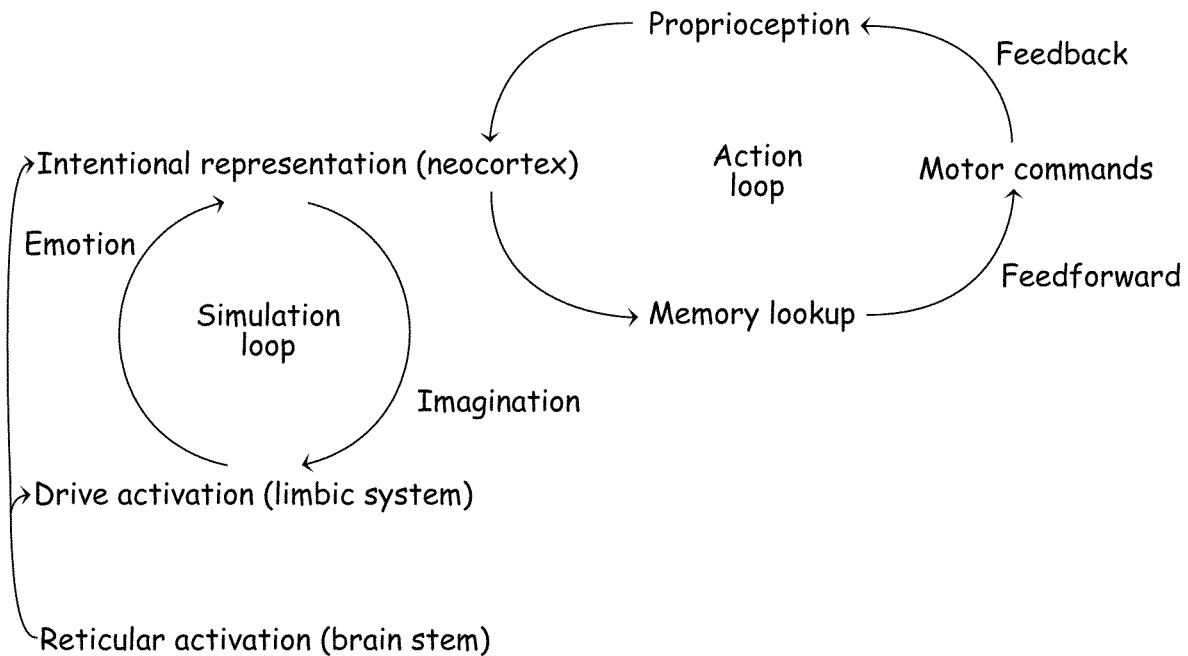 Proprioception
Feedback
Intentional representation (neocortex)
Action
loop
Motor commands
Emotion
Feedforward
Simulation
loop
Memory lookup
Imagination
Drive activation (limbic system)
Reticular activation (brain stem)